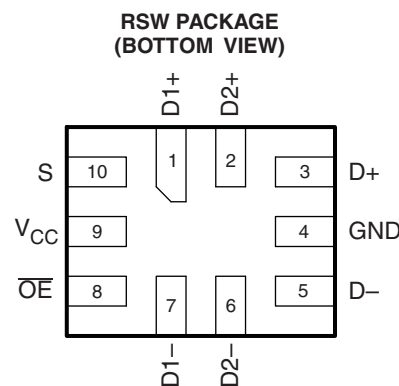 RSW PACKAGE
(BOTTOM VIEW)
D1+ D2+
1 2
S 10 3 D+
VCC 9 4 GND
OE 8 5 D–
7 6
D1– D2–